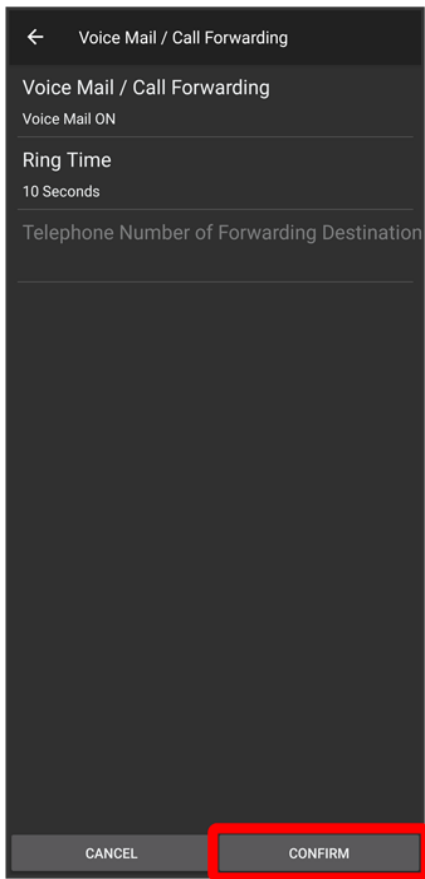 Voice Mail / Call Forwarding
Voice Mail / Call Forwarding
Voice Mail ON
Ring Time
10 Seconds
Telephone Number of Forwarding Destination
CANCEL
CONFIRM